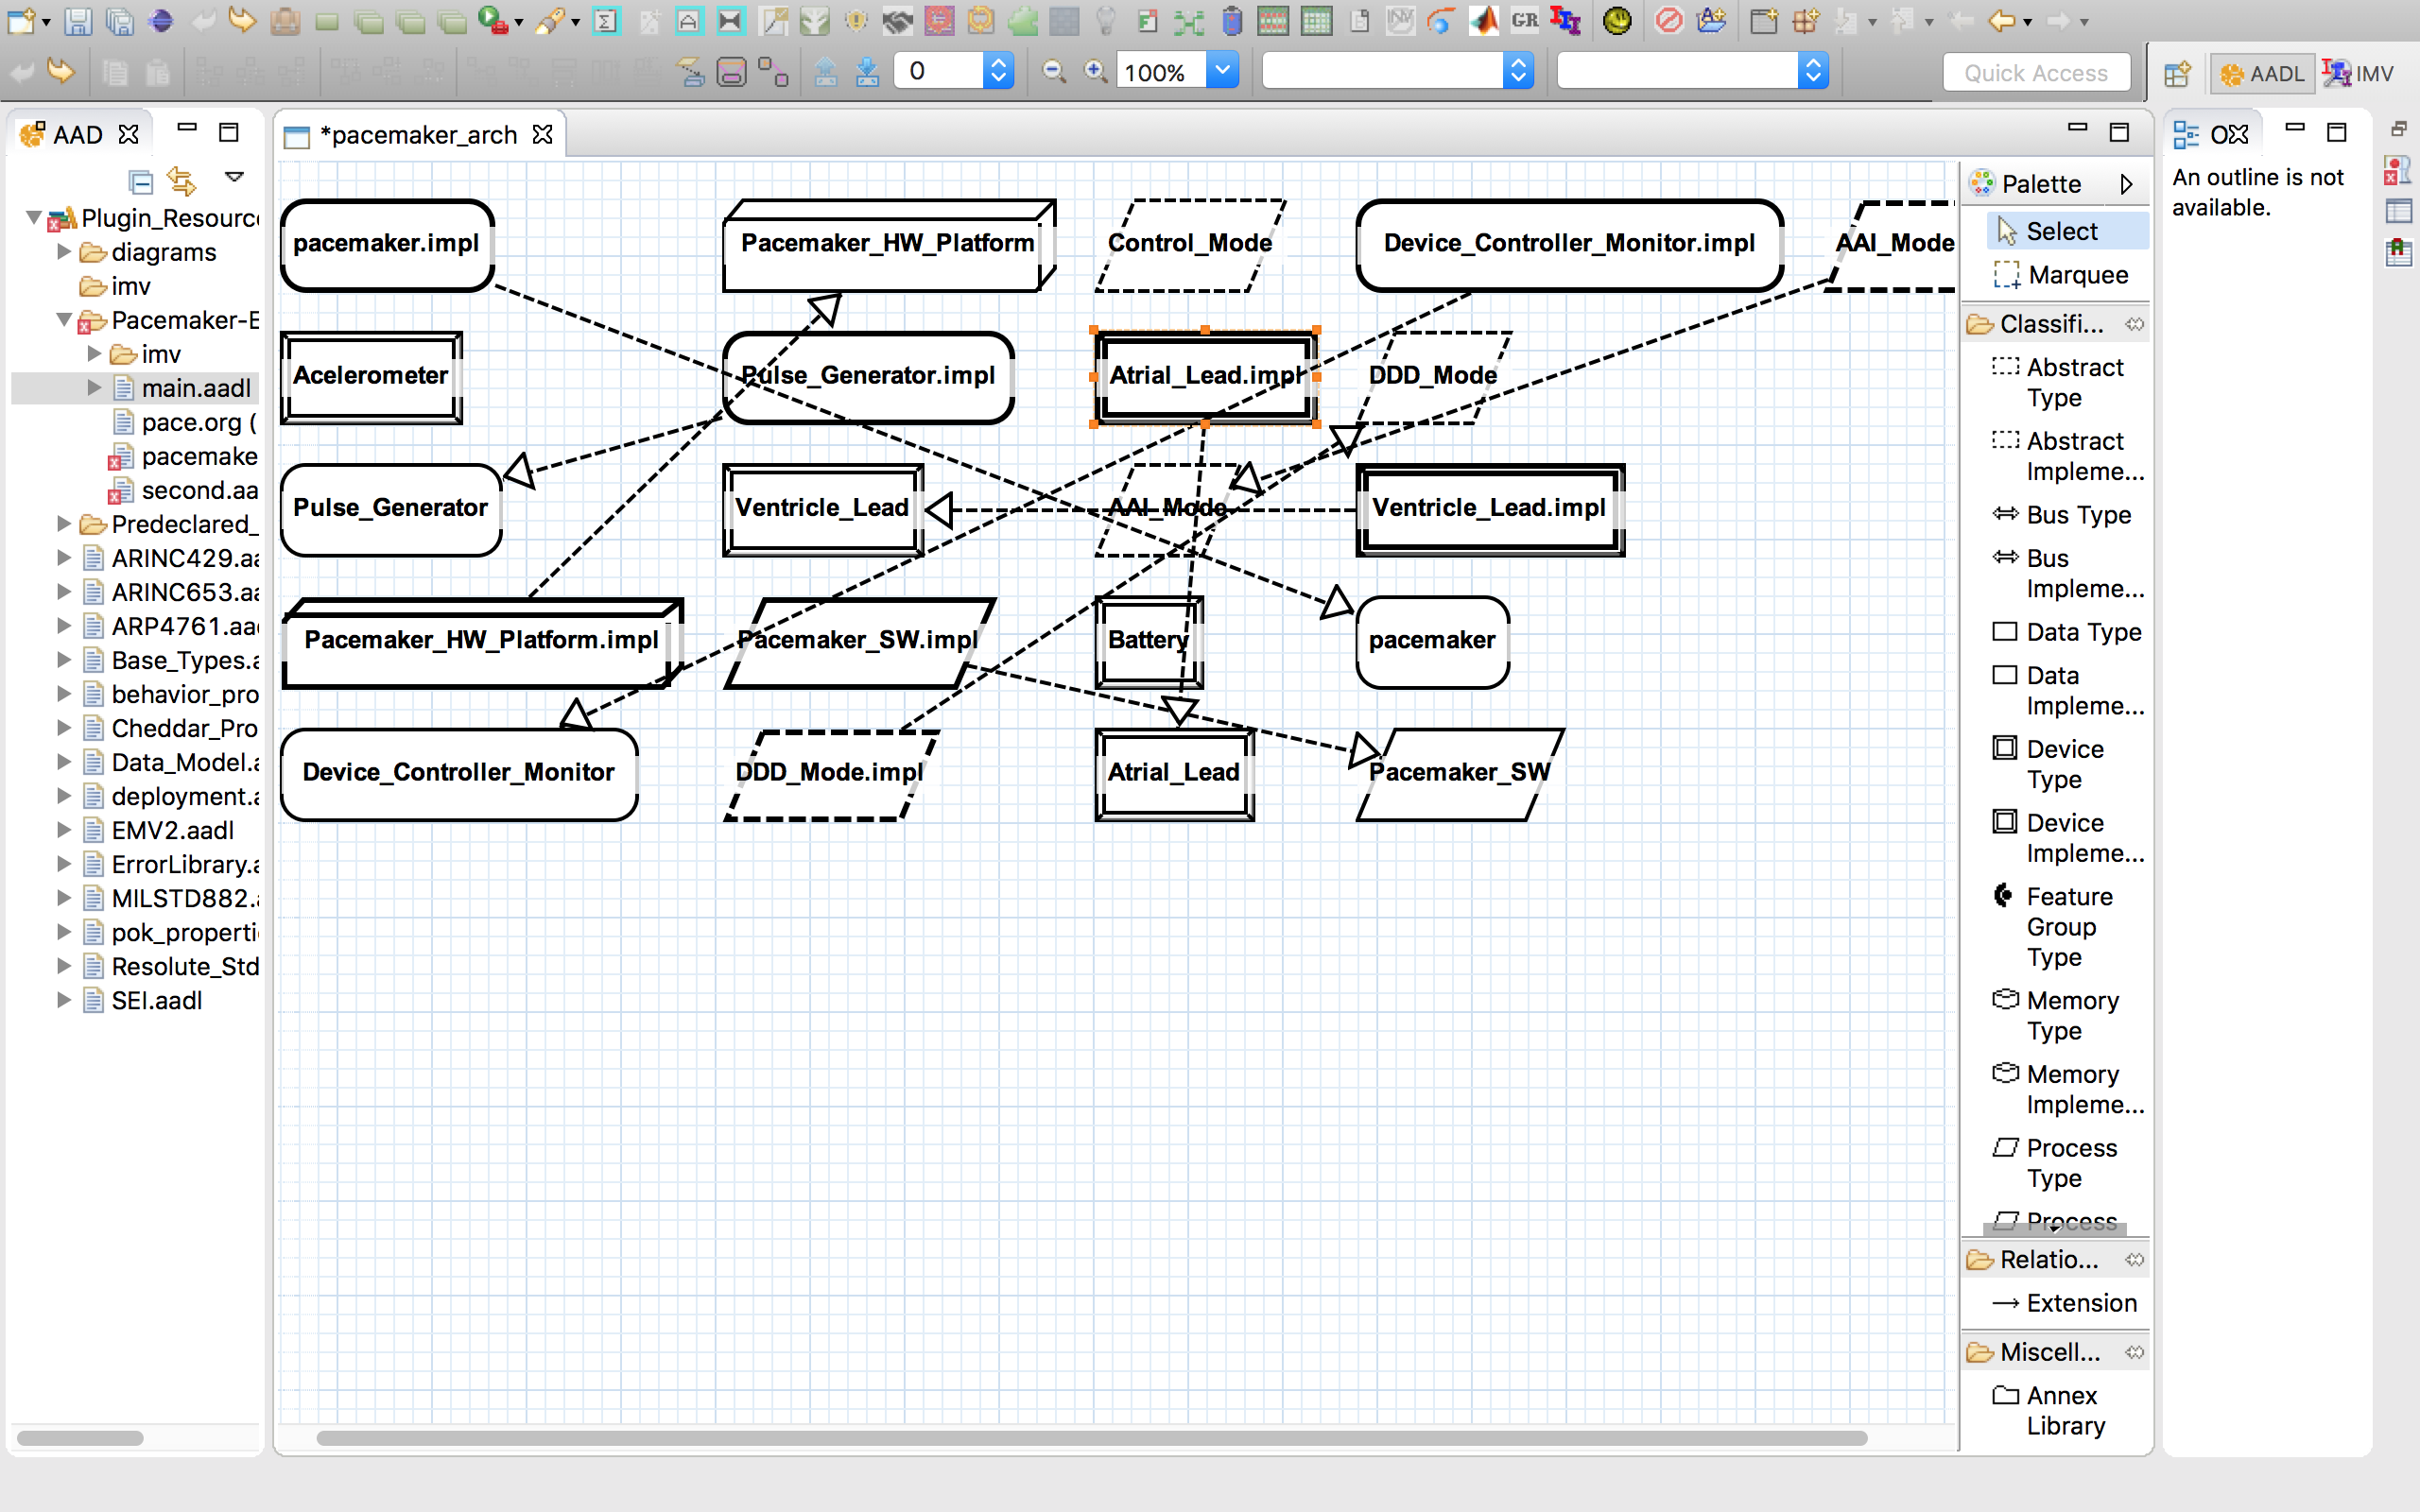 GR
0
100%
Quick Access
AADL
IMV
AAD
*pacemaker_arch
O
Plugin_Resourc
diagrams
imv
Pacemaker-E
imv
main.aadl
pace.org (
pacemake
second.aa
Predeclared_
ARINC429.aa
ARINC653.aa
ARP4761.aad
Base_Types.a
behavior_pro
Cheddar_Pro
Data_Model.a
deployment.a
EMV2.aadl
ErrorLibrary.a
MILSTD882.a
pok_properti
Resolute_Std
SEI.aadl
pacemaker.impl
Pacemaker_HW_Platform
Control_Mode
Device_Controller_Monitor.impl
AAI_Mode
Acelerometer
Pulse_Generator.impl
Atrial_Lead.impl
DDD_Mode
Pulse_Generator
Ventricle_Lead
AAI_Mode
Ventricle_Lead.impl
Pacemaker_HW_Platform.impl
Pacemaker_SW.impl
Battery
pacemaker
Device_Controller_Monitor
DDD_Mode.impl
Atrial_Lead
Pacemaker_SW
Palette
Select
Marquee
Classifi...
Abstract
Type
Abstract
Impleme...
Bus Type
Bus
Impleme...
Data Type
Data
Impleme...
Device
Type
Device
Impleme...
Feature
Group
Type
Memory
Type
Memory
Impleme...
Process
Type
Process
Relatio...
Extension
Miscell...
Annex
Library
An outline is not
available.